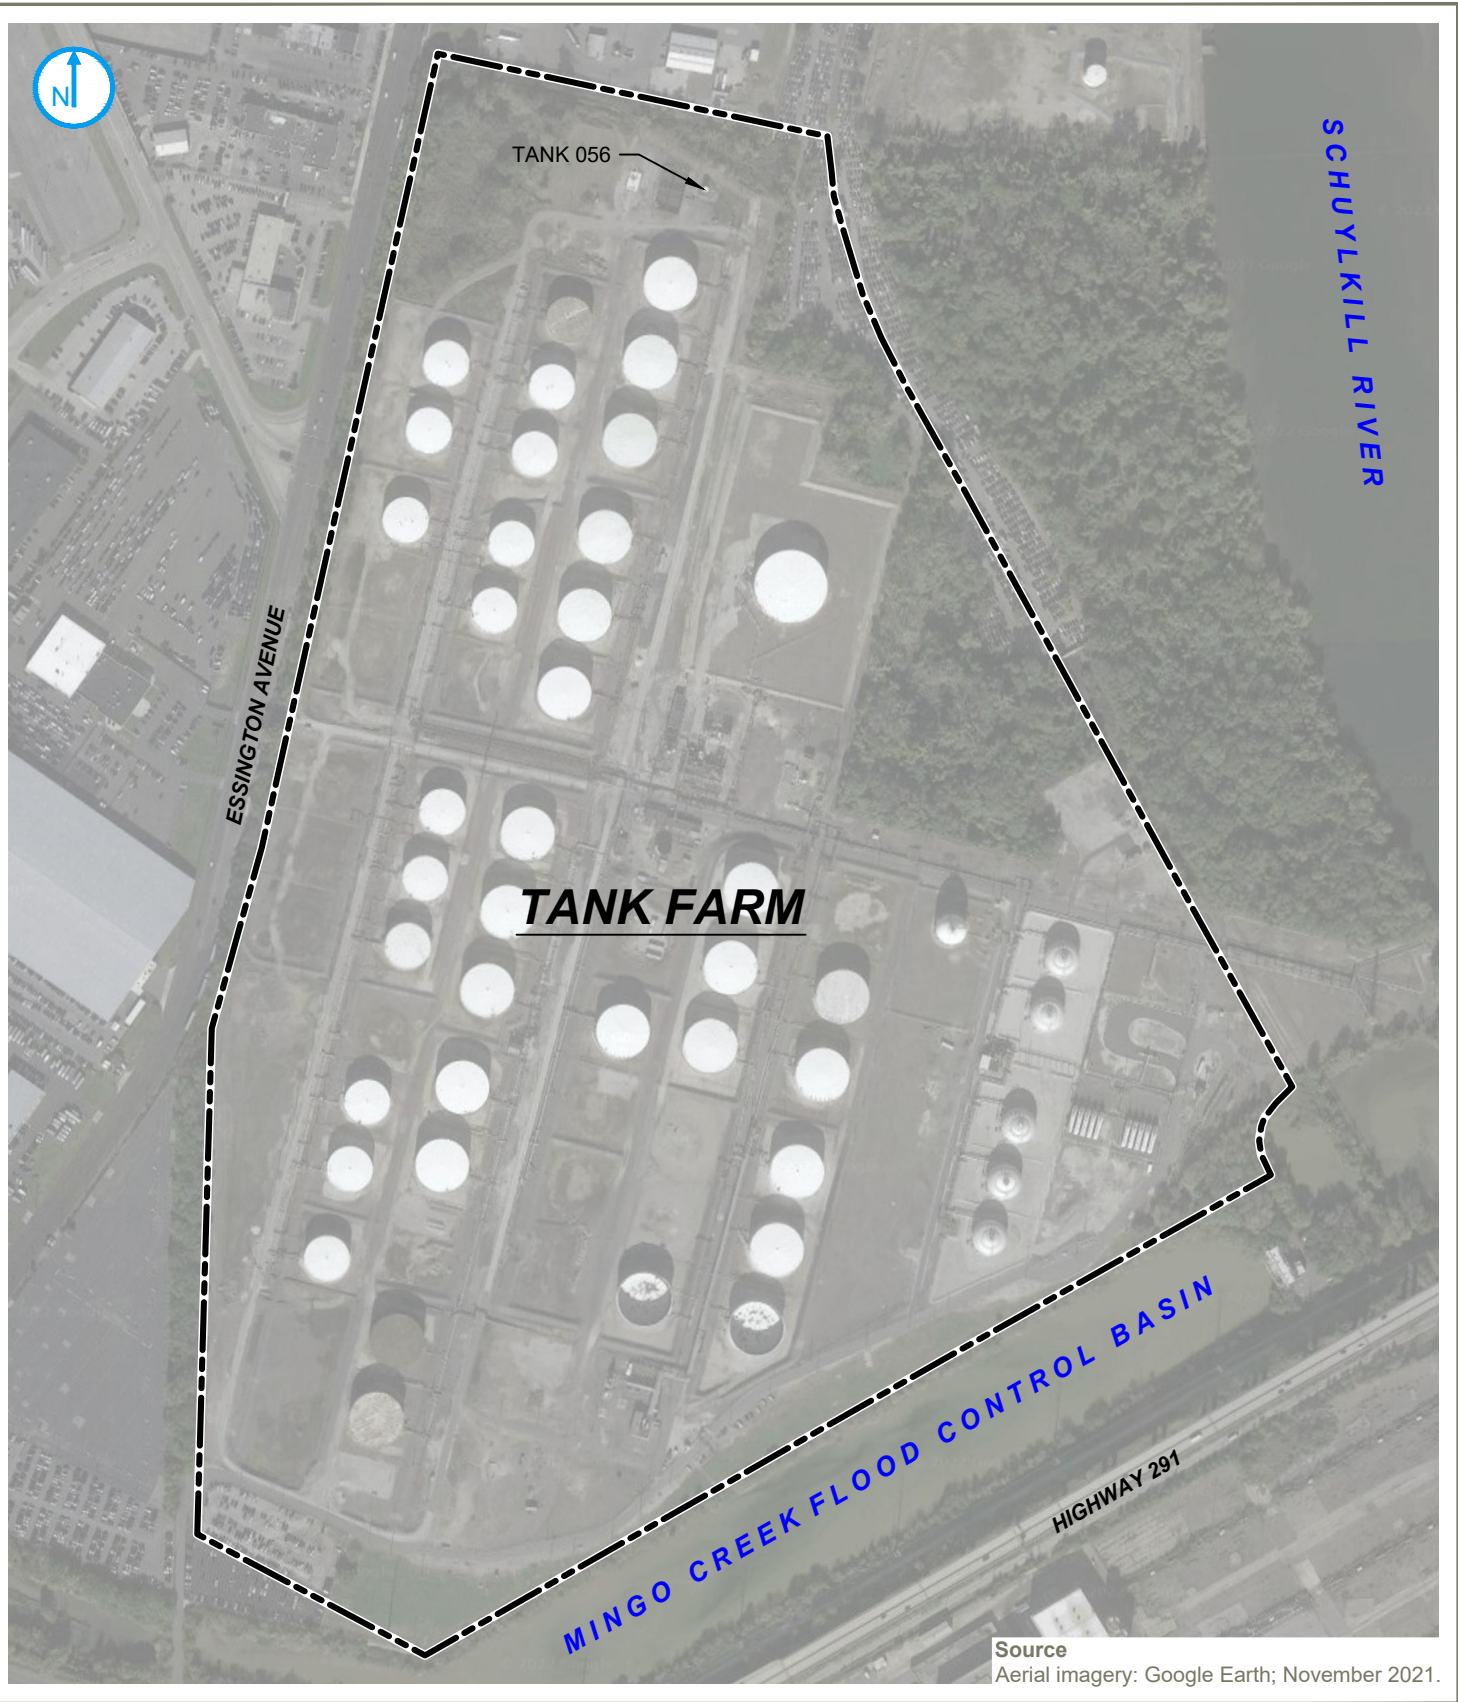 N
TANK 056
SCHUYLKILL RIVER
ESSINGTON AVENUE
TANK FARM
MINGO CREEK FLOOD CONTROL BASIN
HIGHWAY 291
Source
Aerial imagery: Google Earth; November 2021.